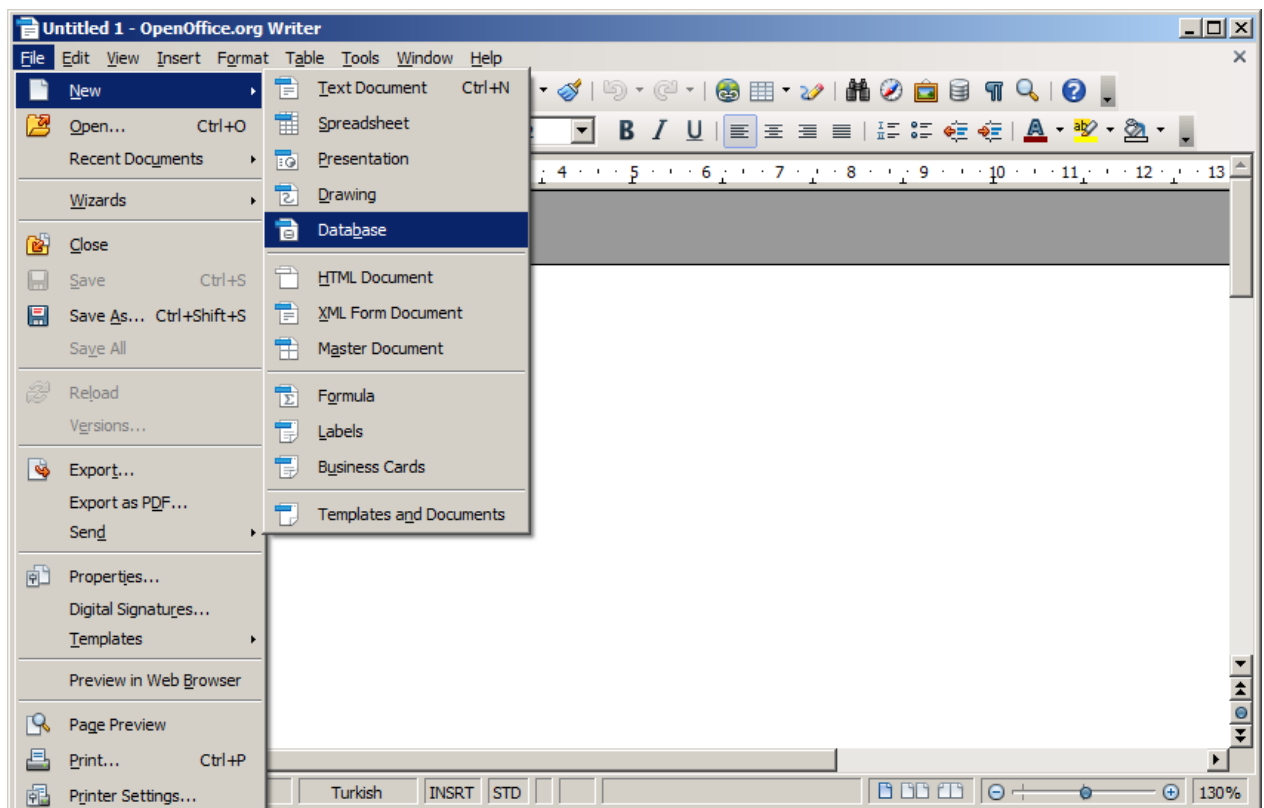 Untitled 1 - OpenOffice.org Writer
File Edit View Insert Format Table Tools Window Help
New
Open... Ctrl+O
Recent Documents
Wizards
Close
Save Ctrl+S
Save As... Ctrl+Shift+S
Save All
Reload
Versions...
Export...
Export as PDF...
Send
Properties...
Digital Signatures...
Templates
Preview in Web Browser
Page Preview
Print... Ctrl+P
Printer Settings...
Text Document Ctrl+N
Spreadsheet
Presentation
Drawing
Database
HTML Document
XML Form Document
Master Document
Formula
Labels
Business Cards
Templates and Documents
B I U
4 5 6 7 8 9 10 11 12 13
Turkish INSRT STD 130%